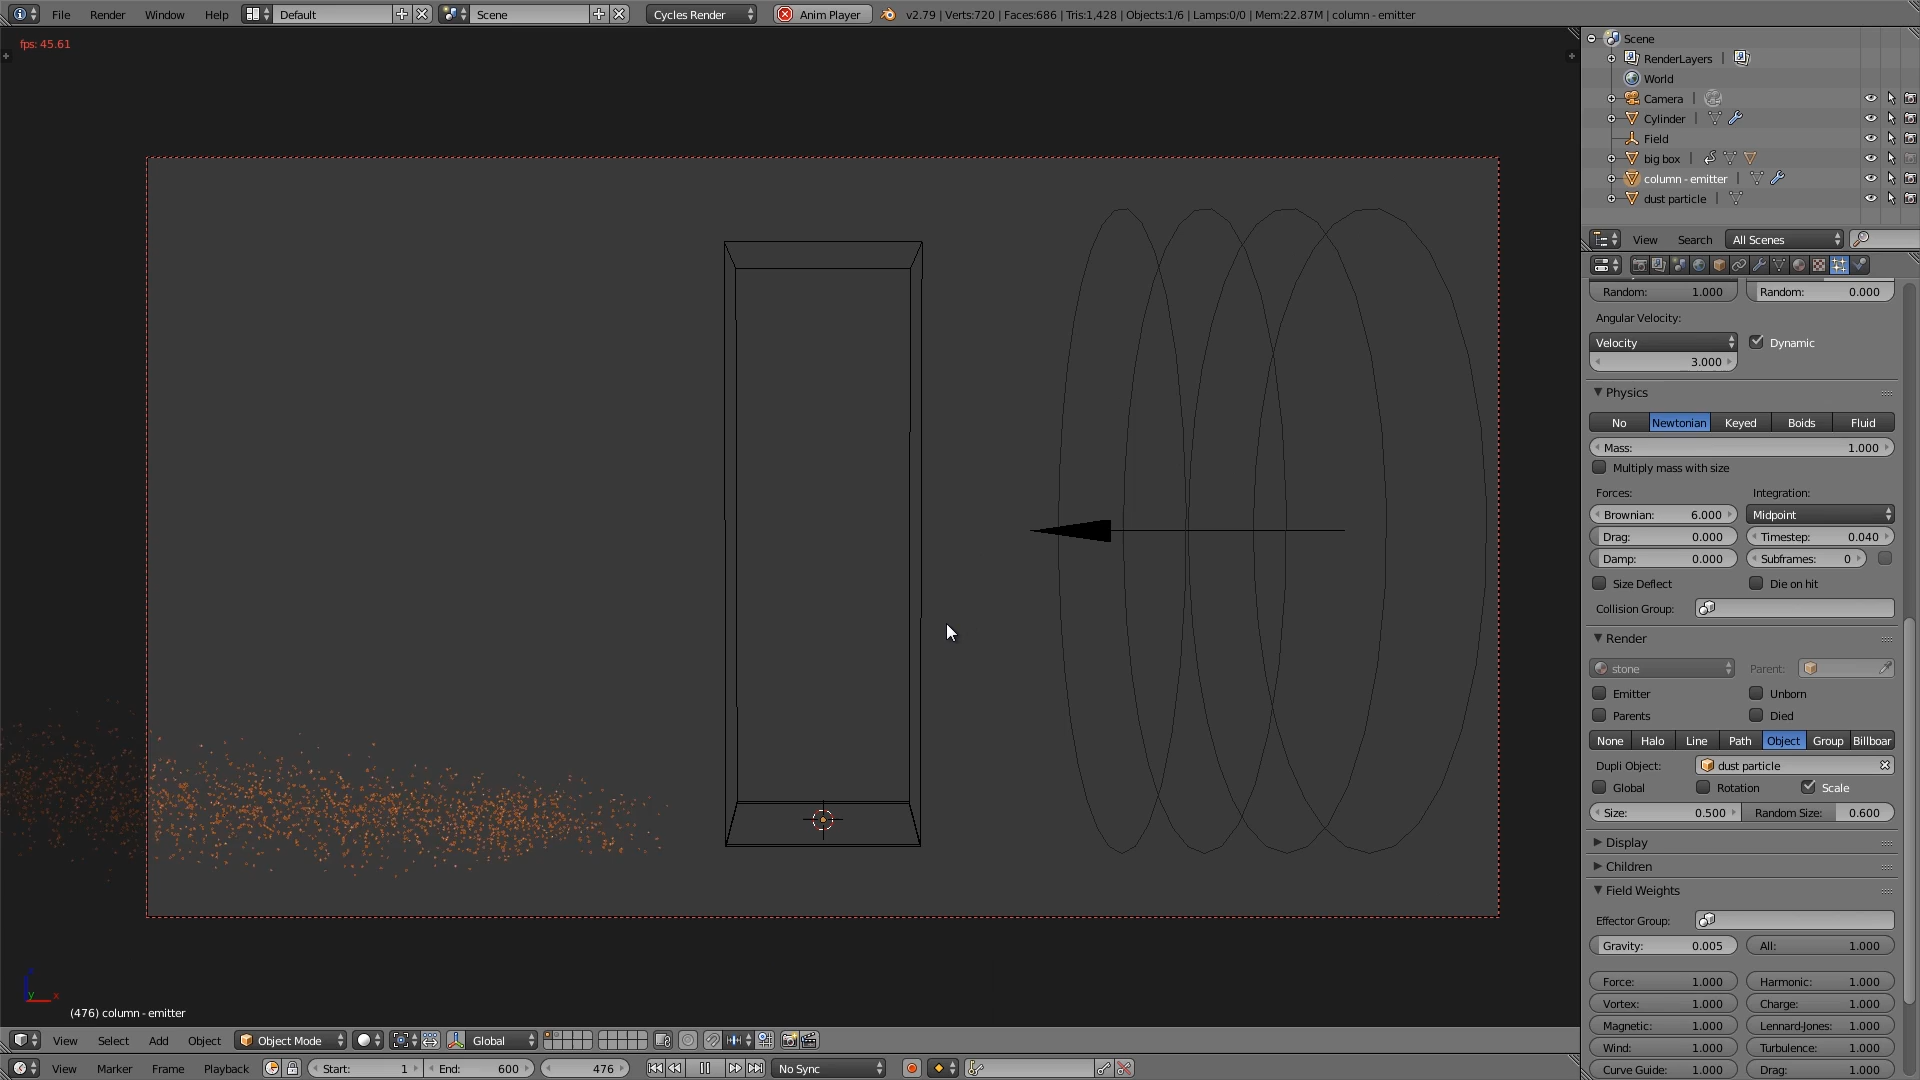 File Render Window Help Default Scene Cycles Render Anim Player v2.79 | Verts:720 | Faces:686 | Tris:1,428 | Objects:1/6 | Lamps:0/0 | Mem:22.87M | column - emitter
fps: 45.61
Scene
RenderLayers |
World
Camera |
Cylinder |
Field
big box |
column - emitter |
dust particle |
View Search All Scenes
Random: 1.000 Random: 0.000
Angular Velocity:
Velocity Dynamic
3.000
Physics
No Newtonian Keyed Boids Fluid
Mass: 1.000
Multiply mass with size
Forces: Integration:
Brownian: 6.000 Midpoint
Drag: 0.000 Timestep: 0.040
Damp: 0.000 Subframes: 0
Size Deflect Die on hit
Collision Group:
Render
stone Parent:
Emitter Unborn
Parents Died
None Halo Line Path Object Group Billboar
Dupli Object: dust particle
Global Rotation Scale
Size: 0.500 Random Size: 0.600
Display
Children
Field Weights
Effector Group:
Gravity: 0.005 All: 1.000
Force: 1.000 Harmonic: 1.000
Vortex: 1.000 Charge: 1.000
Magnetic: 1.000 Lennard-Jones: 1.000
Wind: 1.000 Turbulence: 1.000
Curve Guide: 1.000 Drag: 1.000
z
y x
(476) column - emitter
View Select Add Object Object Mode Global
View Marker Frame Playback Start: 1 End: 600 476 No Sync